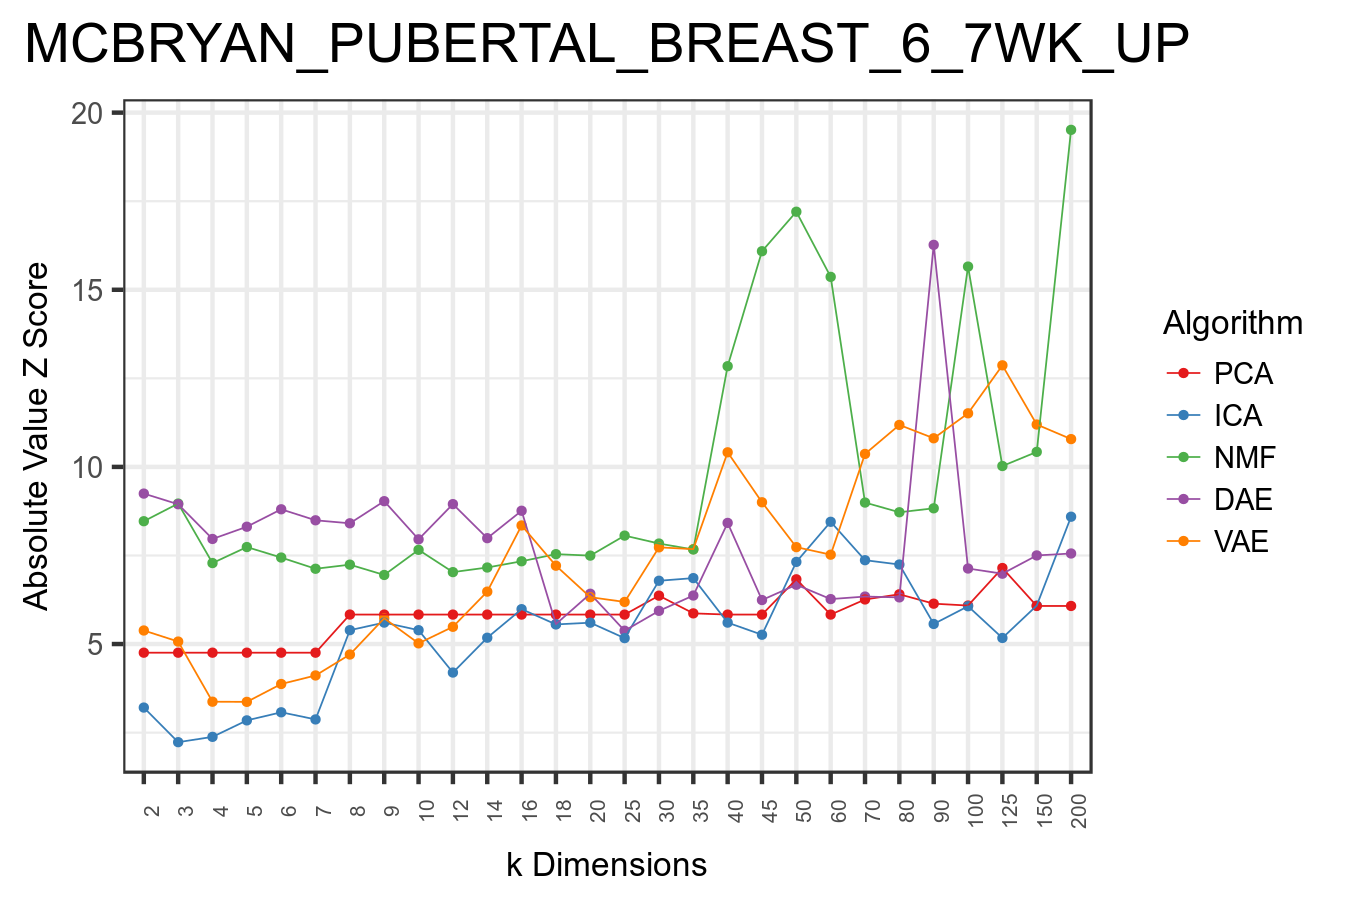 MCBRYAN_PUBERTAL_BREAST_6_7WK_UP
Absolute Value Z Score
20
15
10
5
2 3 4 5 6 7 8 9 10 12 14 16 18 20 25 30 35 40 45 50 60 70 80 90 100 125 150 200
k Dimensions
Algorithm
PCA
ICA
NMF
DAE
VAE